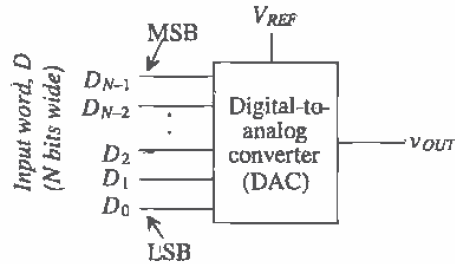 V_REF
MSB
Input word, D
(N bits wide)
D_N-1
D_N-2
D_2
D_1
D_0
LSB
Digital-to-
analog
converter
(DAC)
v_OUT